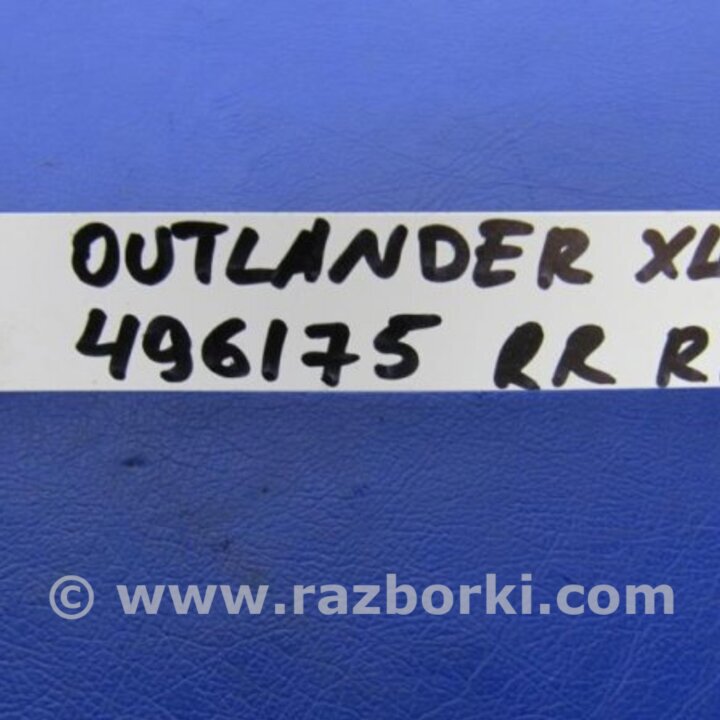 OUTLANDER XL
496175 RR
© www.razborki.com